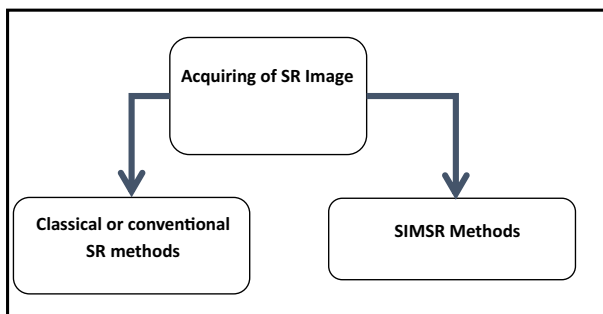 Acquiring of SR Image
Classical or conventional
SR methods
SIMSR Methods